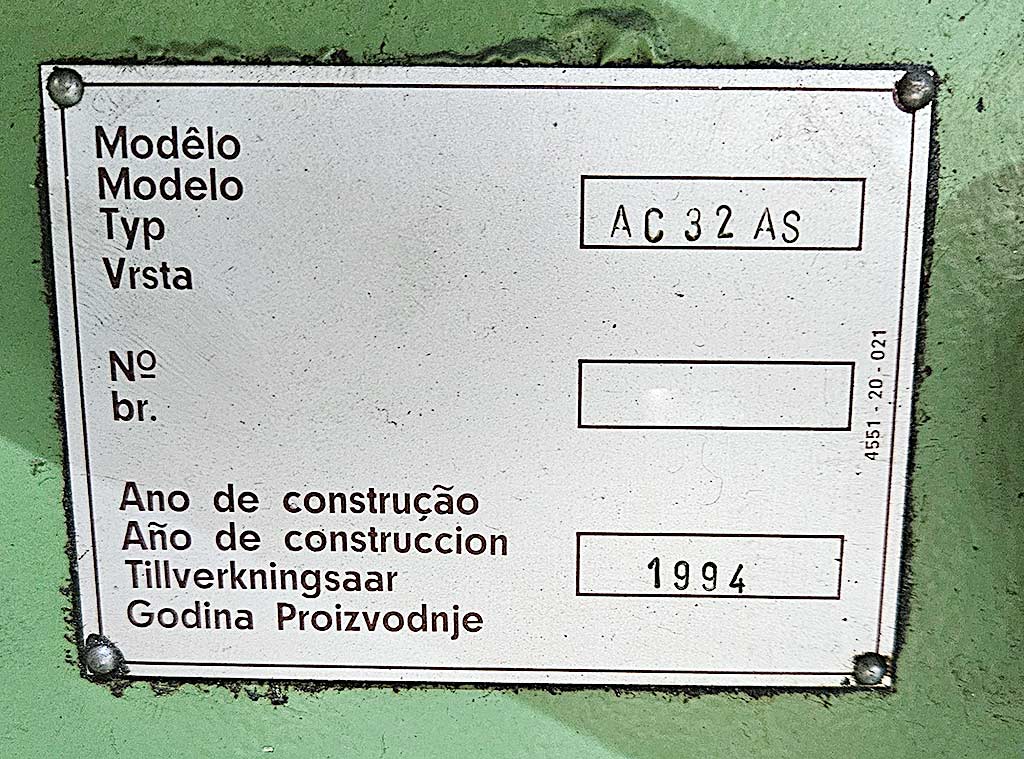 Modêlo
Modelo
Typ
Vrsta
AC 32 AS
Nº
br.
4551 - 20 - 021
Ano de construção
Año de construccion
Tillverkningsaar
Godina Proizvodnje
1994